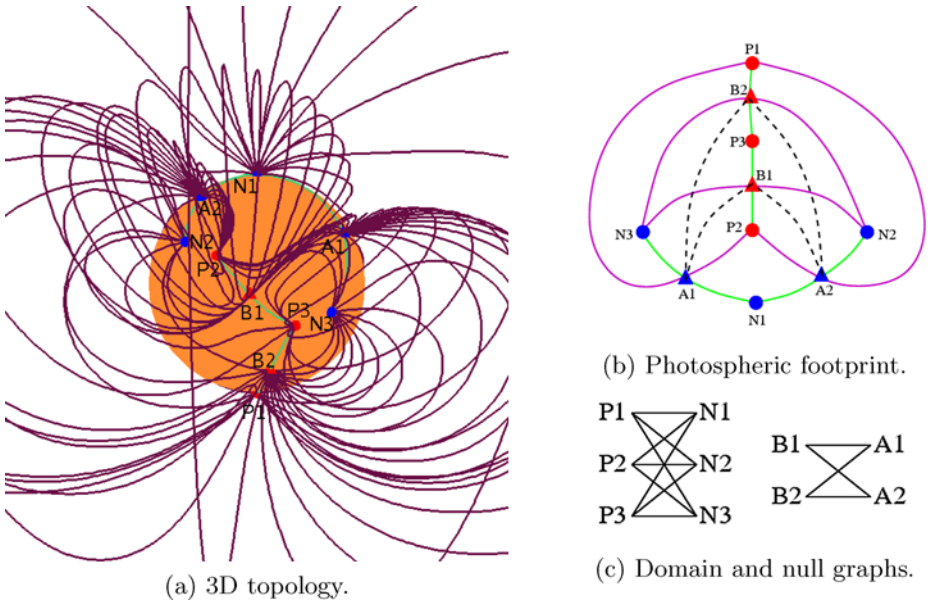 N1
A2
N2
P2
A1
B1
P3
N3
B2
P1
(a) 3D topology.
P1
B2
P3
B1
N3
P2
N2
A1
A2
N1
(b) Photospheric footprint.
P1 N1
B1 A1
P2 N2
B2 A2
P3 N3
(c) Domain and null graphs.